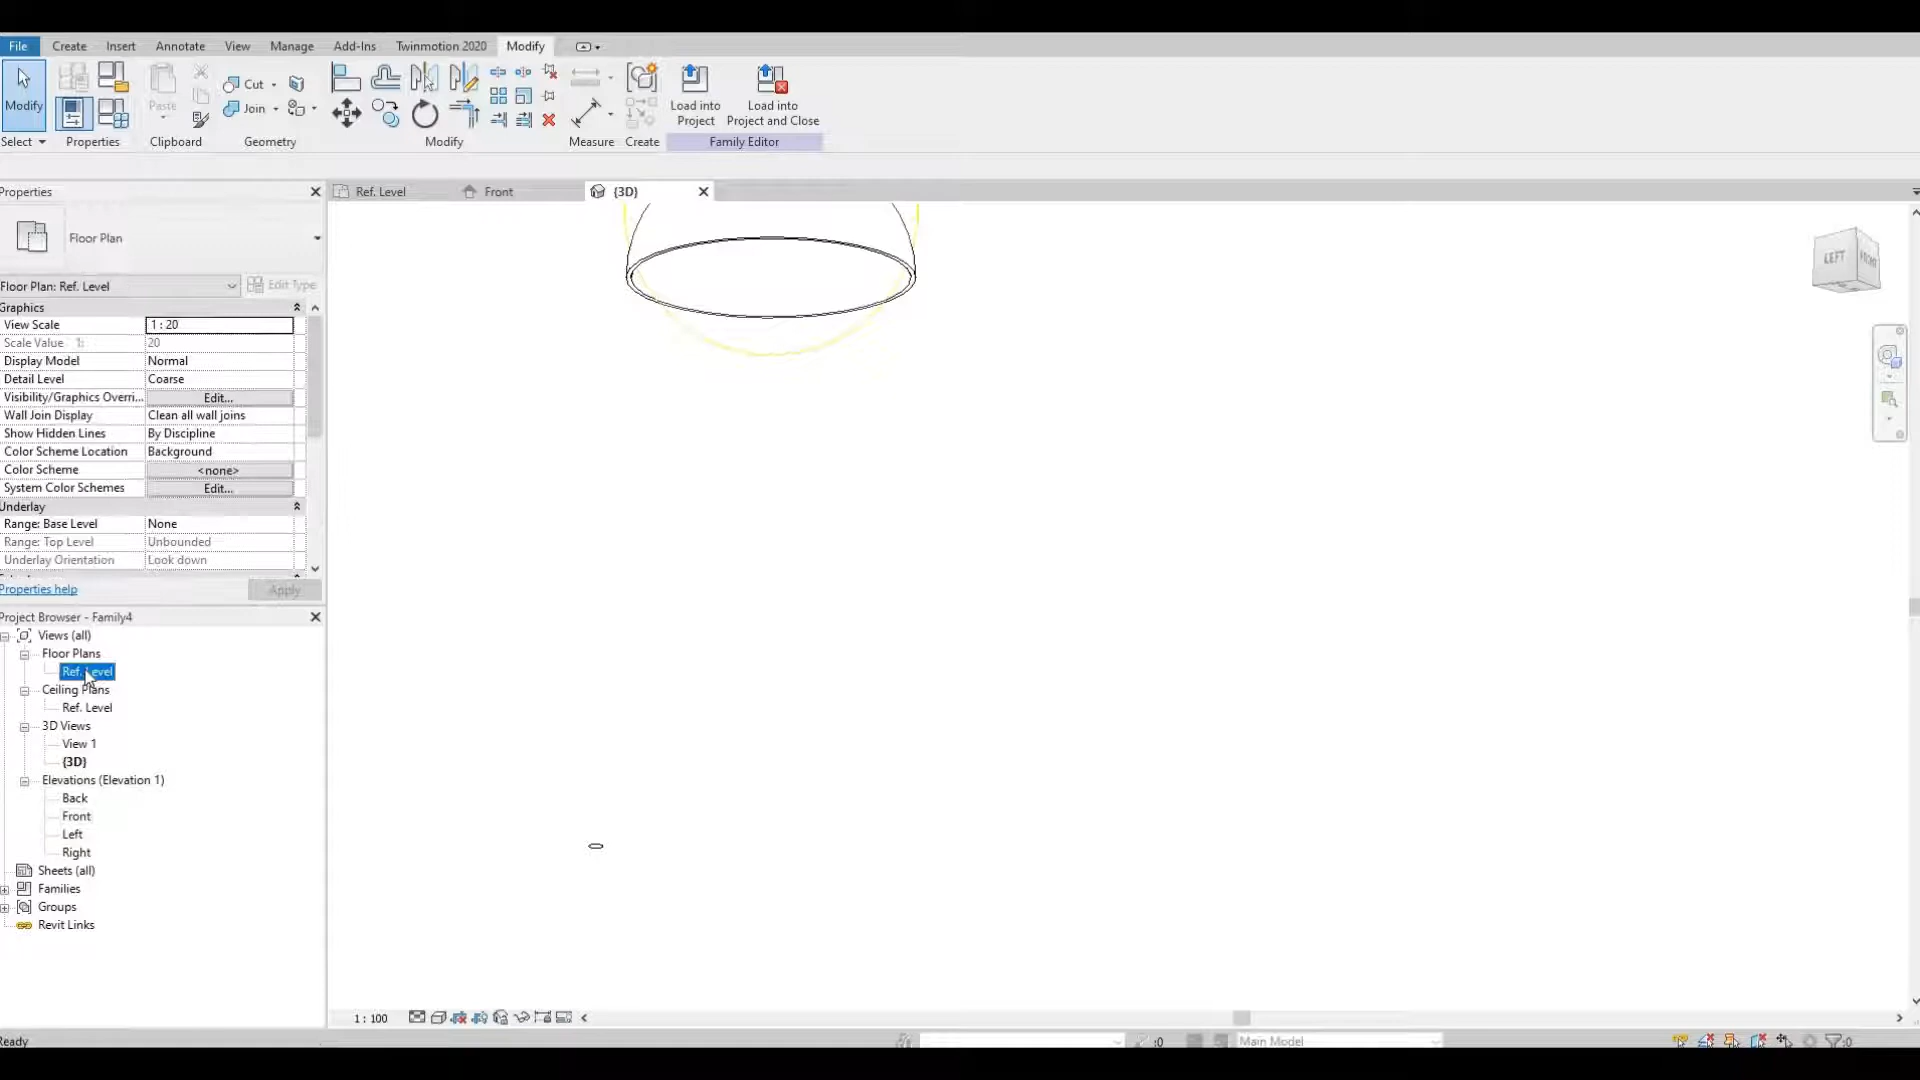 File Create Insert Annotate View Manage Add-Ins Twinmotion 2020 Modify
Modify
Paste
Cut
Join
Load into
Project
Load into
Project and Close
Select Properties Clipboard Geometry Modify Measure Create Family Editor
Properties
Ref. Level
Front
{3D}
Floor Plan
Floor Plan: Ref. Level
Edit Type
Graphics
View Scale 1 : 20
Scale Value 1: 20
Display Model Normal
Detail Level Coarse
Visibility/Graphics Overri... Edit...
Wall Join Display Clean all wall joins
Show Hidden Lines By Discipline
Color Scheme Location Background
Color Scheme <none>
System Color Schemes Edit...
Underlay
Range: Base Level None
Range: Top Level Unbounded
Underlay Orientation Look down
Properties help
Apply
Project Browser - Family4
Views (all)
Floor Plans
Ref. Level
Ceiling Plans
Ref. Level
3D Views
View 1
{3D}
Elevations (Elevation 1)
Back
Front
Left
Right
Sheets (all)
Families
Groups
Revit Links
LEFT
1 : 100
Ready
:0
Main Model
:0